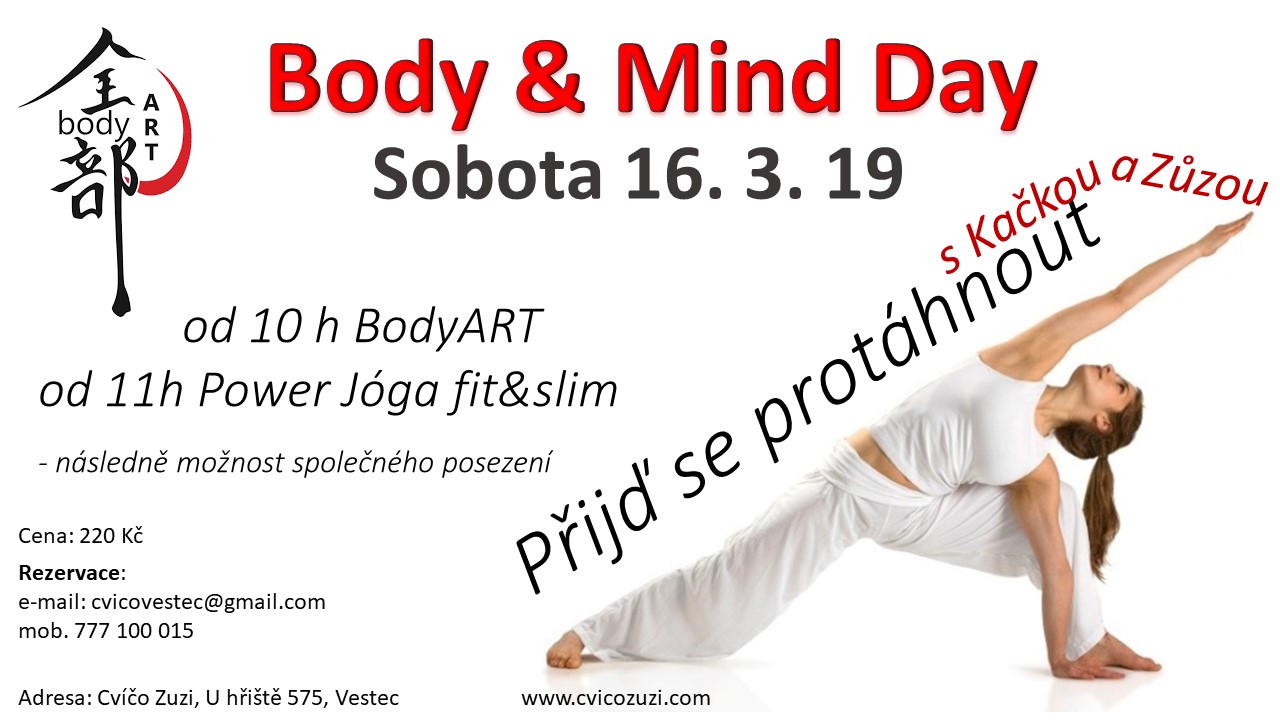 全
body
ART
部
Body & Mind Day
Sobota 16. 3. 19
s Kačkou a Zůzou
Přijď se protáhnout
od 10 h BodyART
od 11h Power Jóga fit&slim
- následně možnost společného posezení
Cena: 220 Kč
Rezervace:
e-mail: cvicovestec@gmail.com
mob. 777 100 015
Adresa: Cvíčo Zuzi, U hřiště 575, Vestec
www.cvicozuzi.com